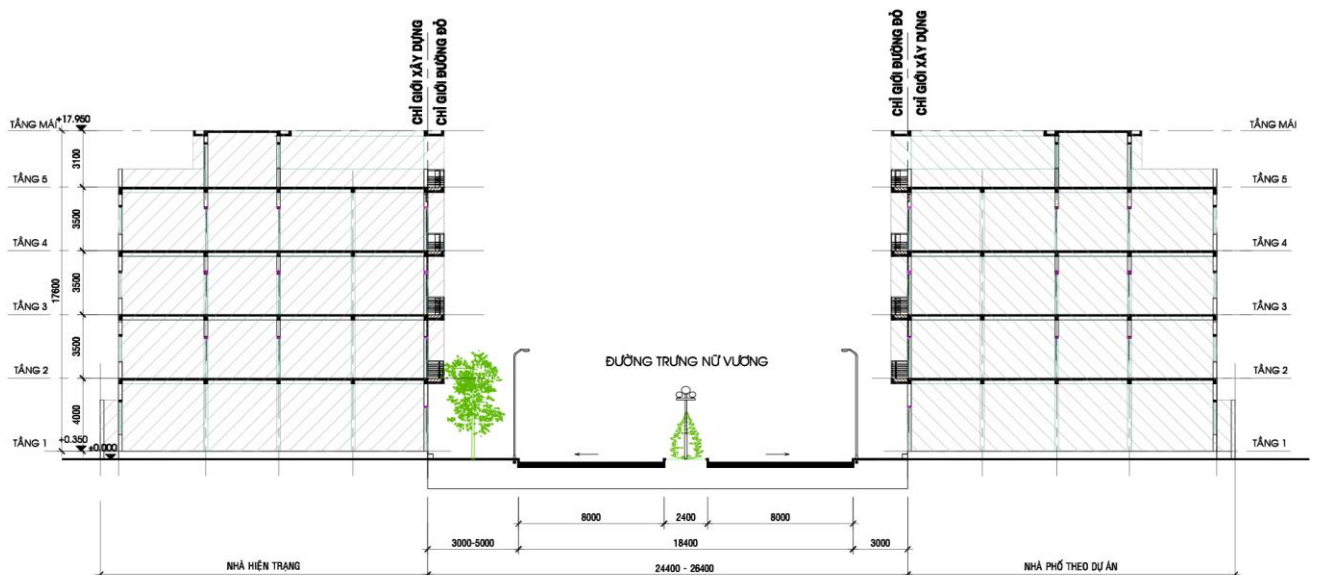 CHỈ GIỚI XÂY DỰNG
CHỈ GIỚI ĐƯỜNG ĐỎ
CHỈ GIỚI ĐƯỜNG ĐỎ
CHỈ GIỚI XÂY DỰNG
TẦNG MÁI +17.950
TẦNG MÁI
3100
TẦNG 5
TẦNG 5
3500
TẦNG 4
TẦNG 4
17600
3500
TẦNG 3
TẦNG 3
3500
ĐƯỜNG TRƯNG NỮ VƯƠNG
TẦNG 2
TẦNG 2
4000
TẦNG 1 +0.350
±0.000
TẦNG 1
8000 2400 8000
3000-5000 18400 3000
NHÀ HIỆN TRẠNG 24400 - 26400 NHÀ PHỐ THEO DỰ ÁN